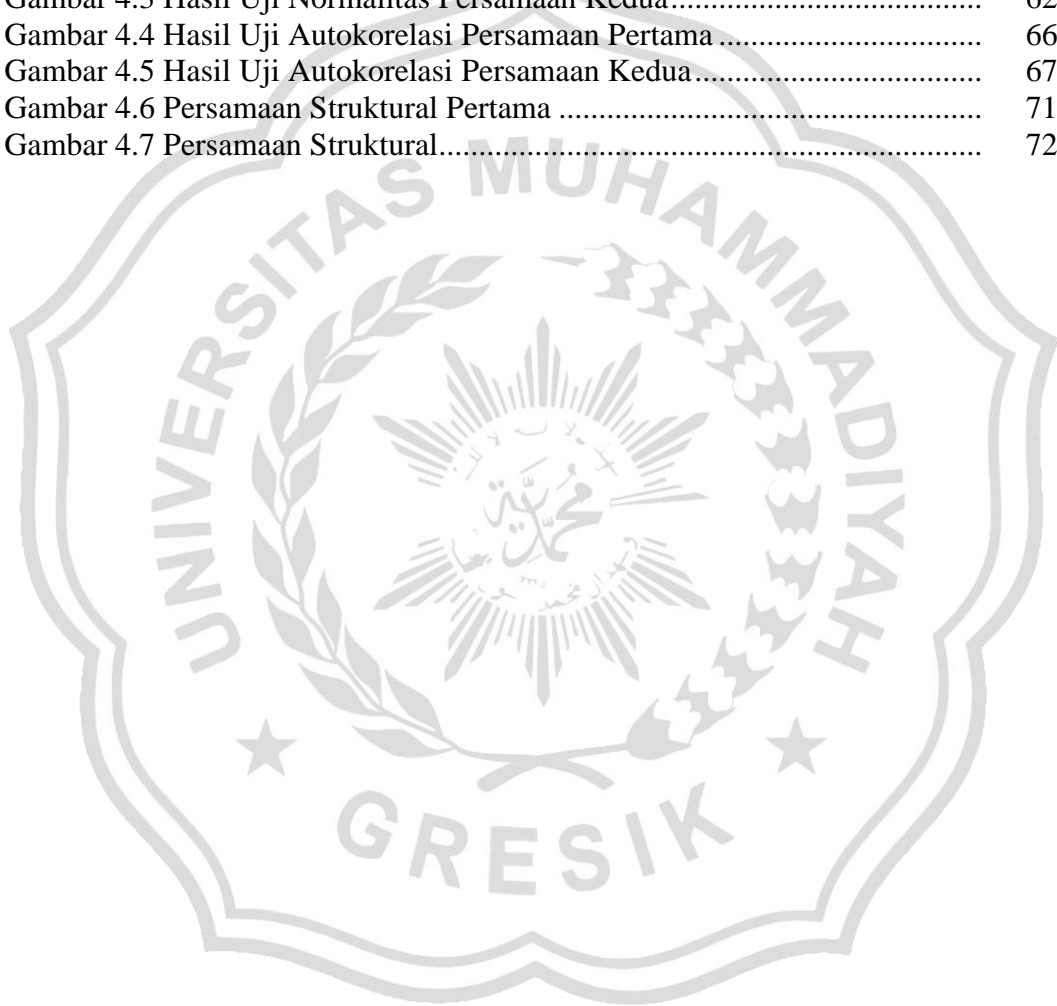 Gambar 4.3 Hasil Uji Normalitas Persamaan Kedua.................................... 62
Gambar 4.4 Hasil Uji Autokorelasi Persamaan Pertama ............................. 66
Gambar 4.5 Hasil Uji Autokorelasi Persamaan Kedua................................ 67
Gambar 4.6 Persamaan Struktural Pertama ............................................... 71
Gambar 4.7 Persamaan Struktural............................................................. 72
UNIVERSITAS MUHAMMADIYAH
محمد
GRESIK